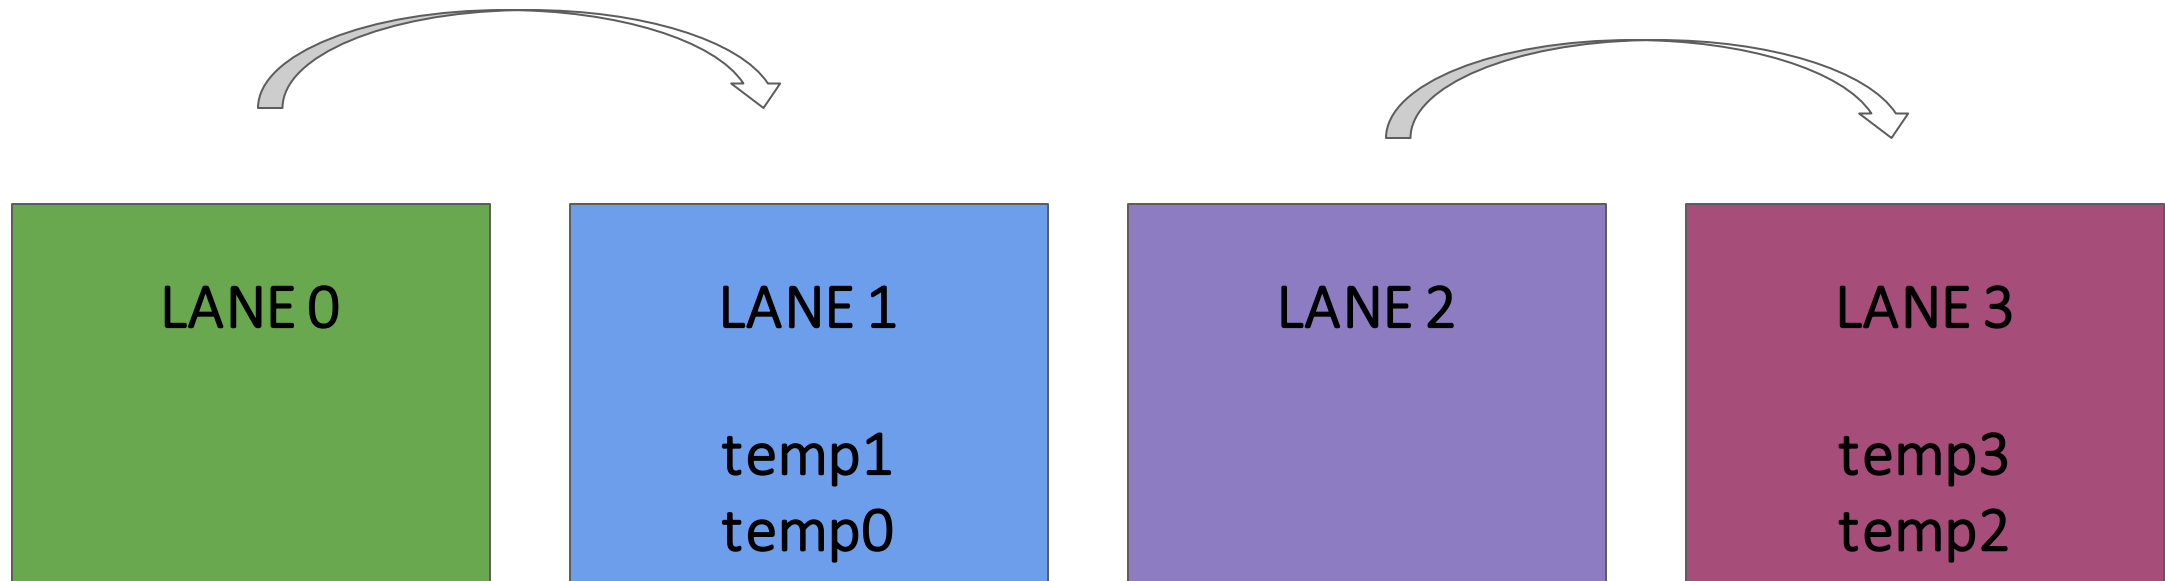 LANE 0
LANE 1
temp1
temp0
LANE 2
LANE 3
temp3
temp2